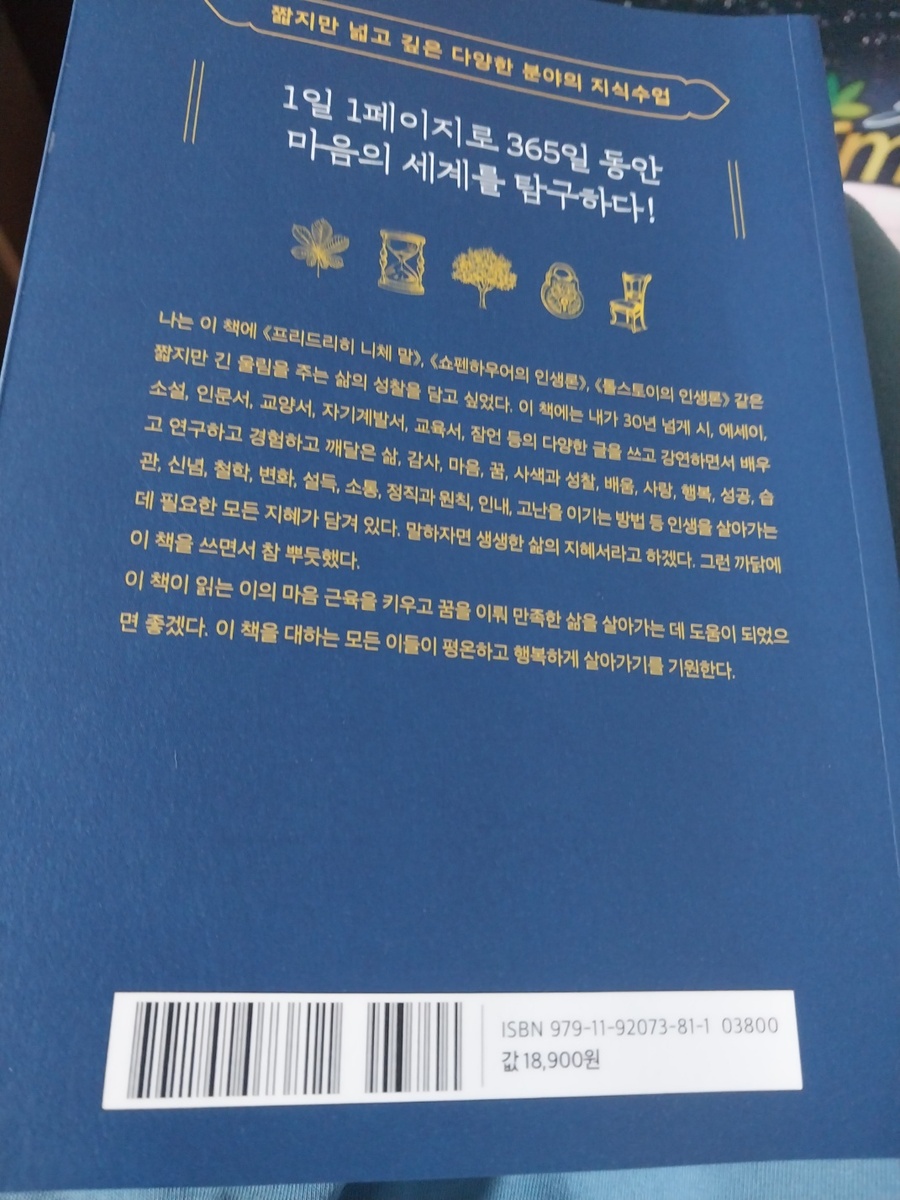 짧지만 넓고 깊은 다양한 분야의 지식수업
1일 1페이지로 365일 동안
마음의 세계를 탐구하다!
나는 이 책에 《프리드리히 니체 말》, 《쇼펜하우어의 인생론》, 《톨스토이의 인생론》 같은
짧지만 긴 울림을 주는 삶의 성찰을 담고 싶었다. 이 책에는 내가 30년 넘게 시, 에세이,
소설, 인문서, 교양서, 자기계발서, 교육서, 잠언 등의 다양한 글을 쓰고 강연하면서 배우
고 연구하고 경험하고 깨달은 삶, 감사, 마음, 꿈, 사색과 성찰, 배움, 사랑, 행복, 성공, 습
관, 신념, 철학, 변화, 설득, 소통, 정직과 원칙, 인내, 고난을 이기는 방법 등 인생을 살아가는
데 필요한 모든 지혜가 담겨 있다. 말하자면 생생한 삶의 지혜서라고 하겠다. 그런 까닭에
이 책을 쓰면서 참 뿌듯했다.
이 책이 읽는 이의 마음 근육을 키우고 꿈을 이뤄 만족한 삶을 살아가는 데 도움이 되었으
면 좋겠다. 이 책을 대하는 모든 이들이 평온하고 행복하게 살아가기를 기원한다.
ISBN 979-11-92073-81-1 03800
값 18,900원